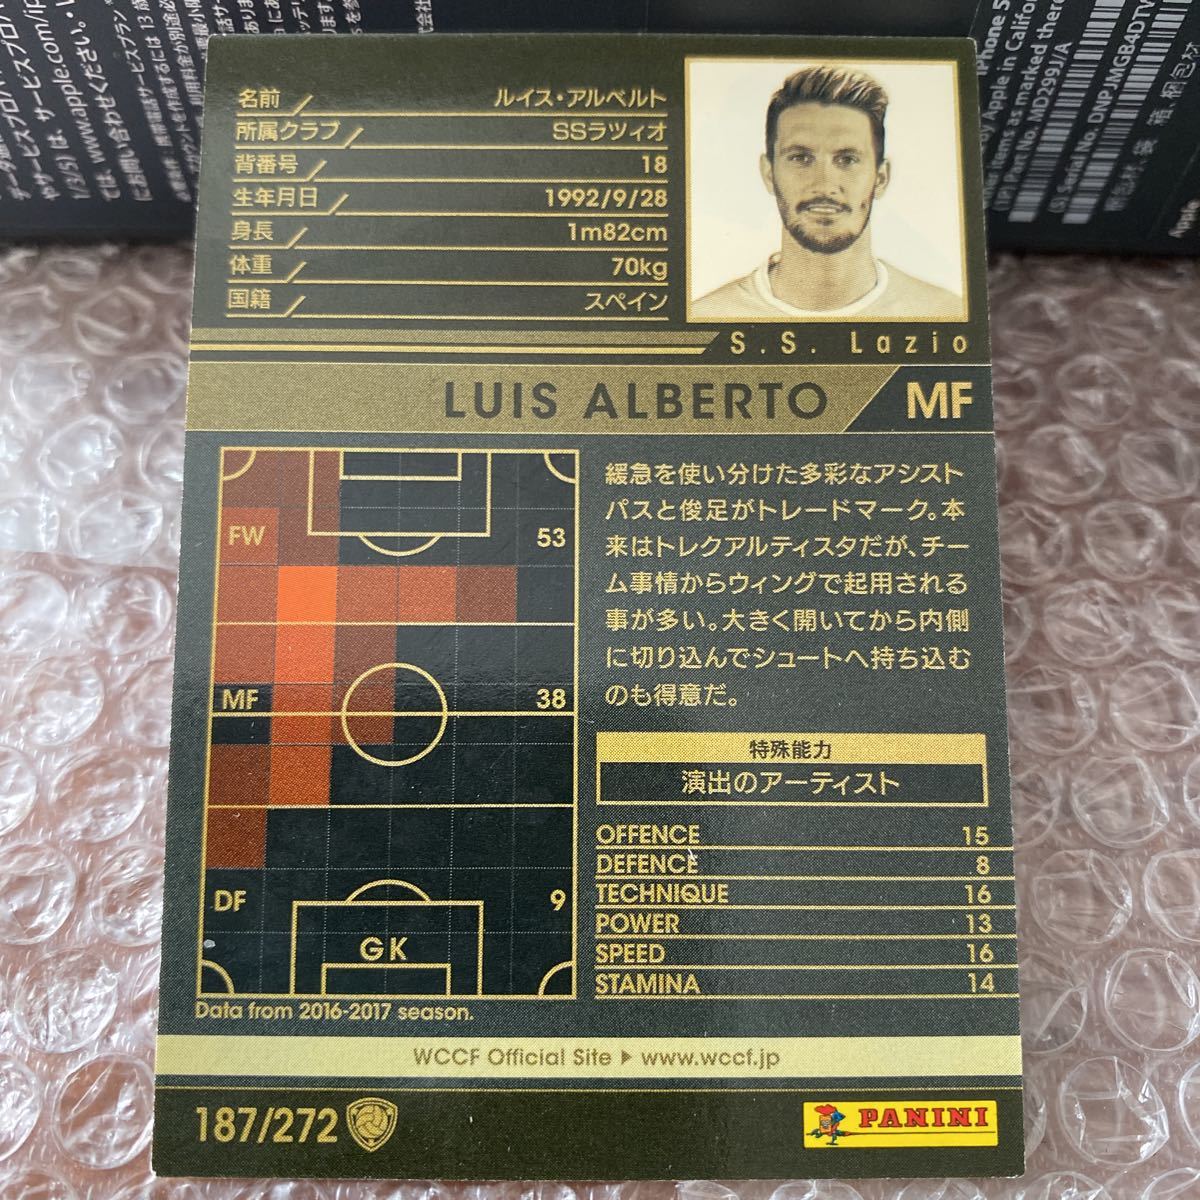 名前 ルイス・アルベルト
所属クラブ SSラツィオ
背番号 18
生年月日 1992/9/28
身長 1m82cm
体重 70kg
国籍 スペイン
S.S. Lazio
LUIS ALBERTO MF
FW 53
MF 38
DF 9
GK
Data from 2016-2017 season.
緩急を使い分けた多彩なアシスト
パスと俊足がトレードマーク。本
来はトレクアルティスタだが、チー
ム事情からウィングで起用される
事が多い。大きく開いてから内側
に切り込んでシュートへ持ち込む
のも得意だ。
特殊能力
演出のアーティスト
OFFENCE 15
DEFENCE 8
TECHNIQUE 16
POWER 13
SPEED 16
STAMINA 14
WCCF Official Site ▶ www.wccf.jp
187/272
PANINI